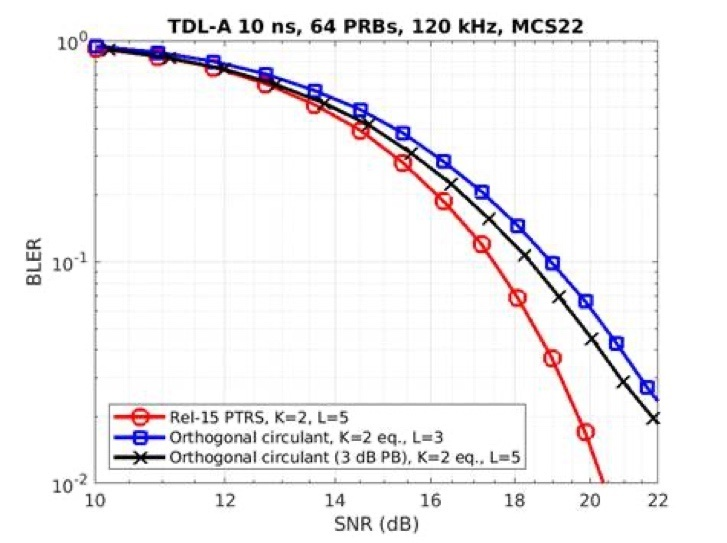 TDL-A 10 ns, 64 PRBs, 120 kHz, MCS22
10⁰
10⁻¹
10⁻²
BLER
Rel-15 PTRS, K=2, L=5
Orthogonal circulant, K=2 eq., L=3
Orthogonal circulant (3 dB PB), K=2 eq., L=5
10 12 14 16 18 20 22
SNR (dB)